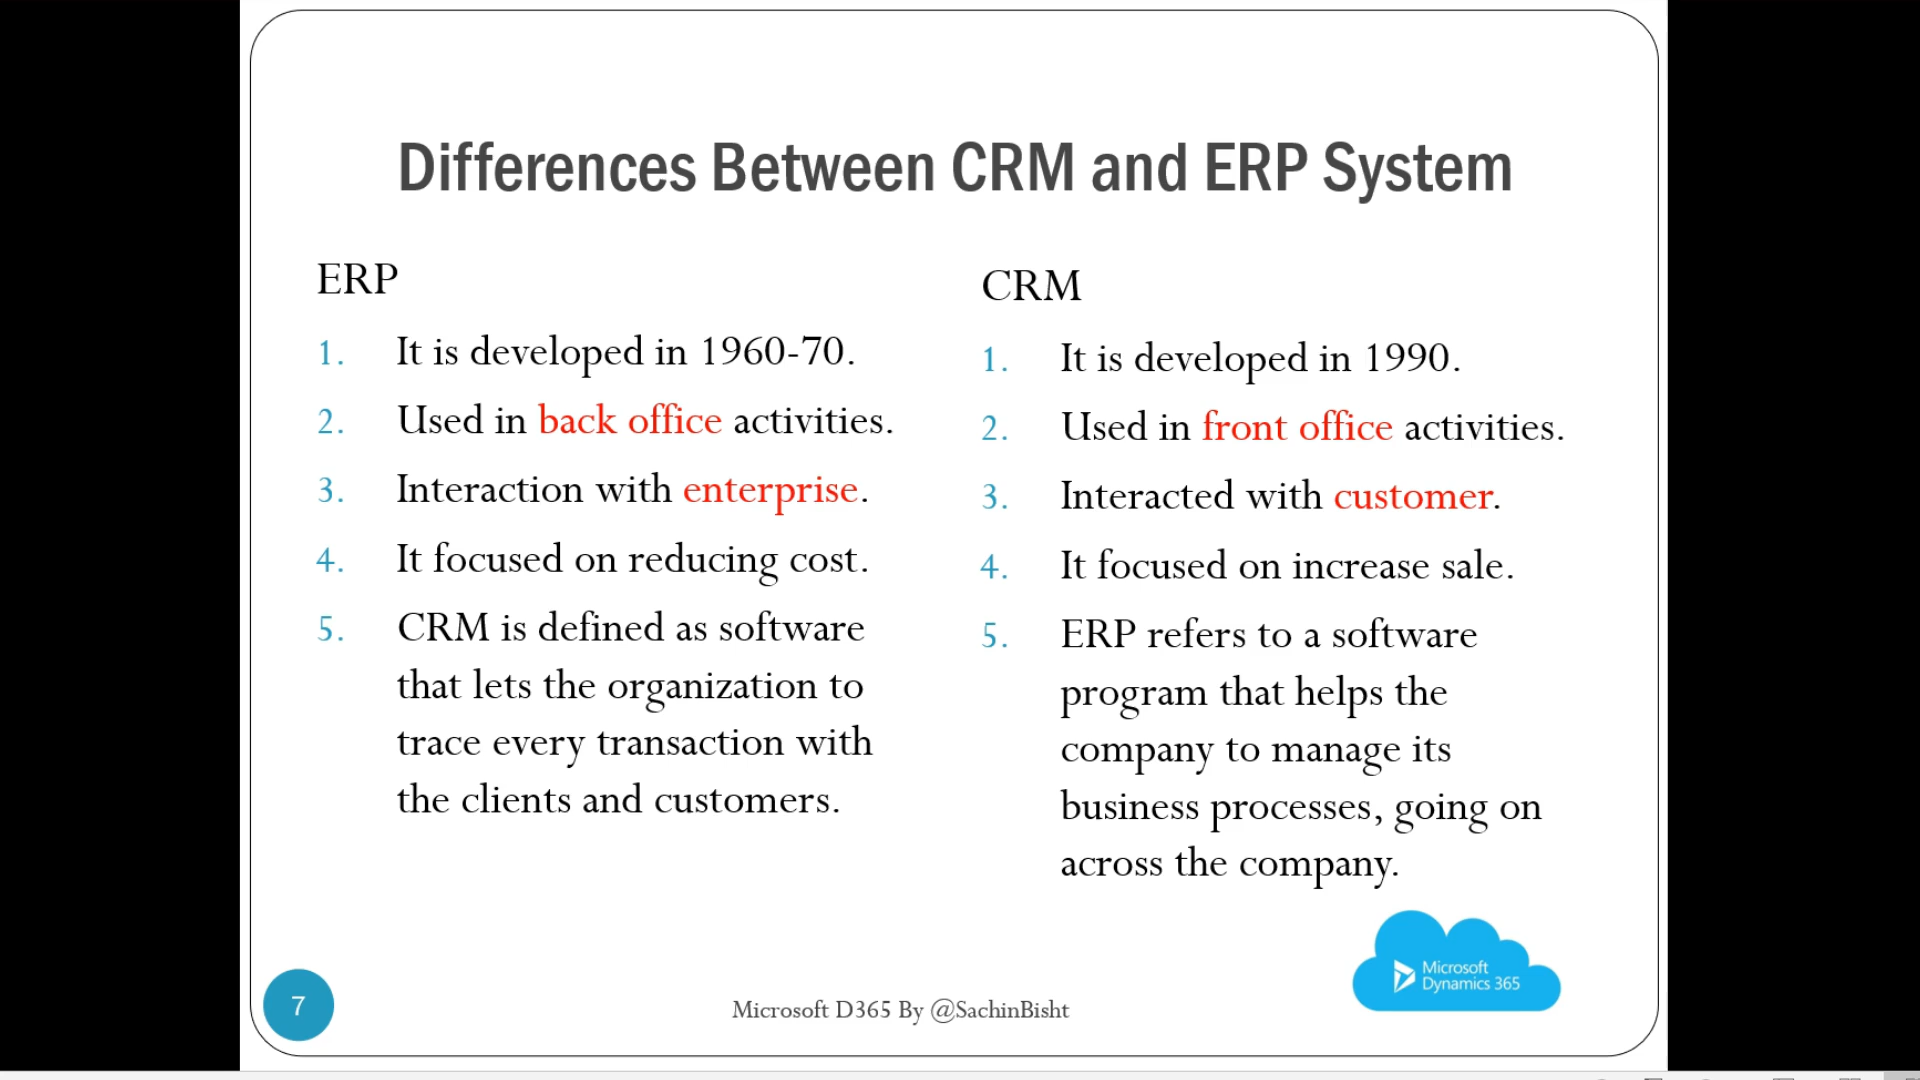 Differences Between CRM and ERP System
ERP
1. It is developed in 1960-70.
2. Used in back office activities.
3. Interaction with enterprise.
4. It focused on reducing cost.
5. CRM is defined as software
that lets the organization to
trace every transaction with
the clients and customers.
CRM
1. It is developed in 1990.
2. Used in front office activities.
3. Interacted with customer.
4. It focused on increase sale.
5. ERP refers to a software
program that helps the
company to manage its
business processes, going on
across the company.
7
Microsoft D365 By @SachinBisht
Microsoft
Dynamics 365